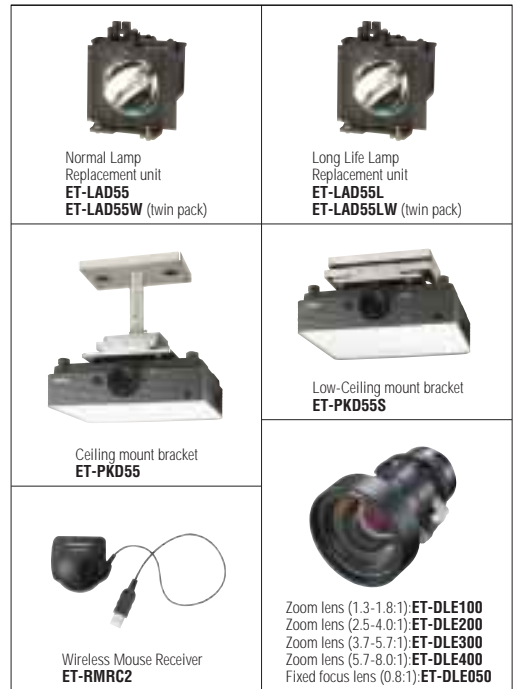 Normal Lamp
Replacement unit
ET-LAD55
ET-LAD55W (twin pack)
Long Life Lamp
Replacement unit
ET-LAD55L
ET-LAD55LW (twin pack)
Ceiling mount bracket
ET-PKD55
Low-Ceiling mount bracket
ET-PKD55S
Wireless Mouse Receiver
ET-RMRC2
Zoom lens (1.3-1.8:1):ET-DLE100
Zoom lens (2.5-4.0:1):ET-DLE200
Zoom lens (3.7-5.7:1):ET-DLE300
Zoom lens (5.7-8.0:1):ET-DLE400
Fixed focus lens (0.8:1):ET-DLE050